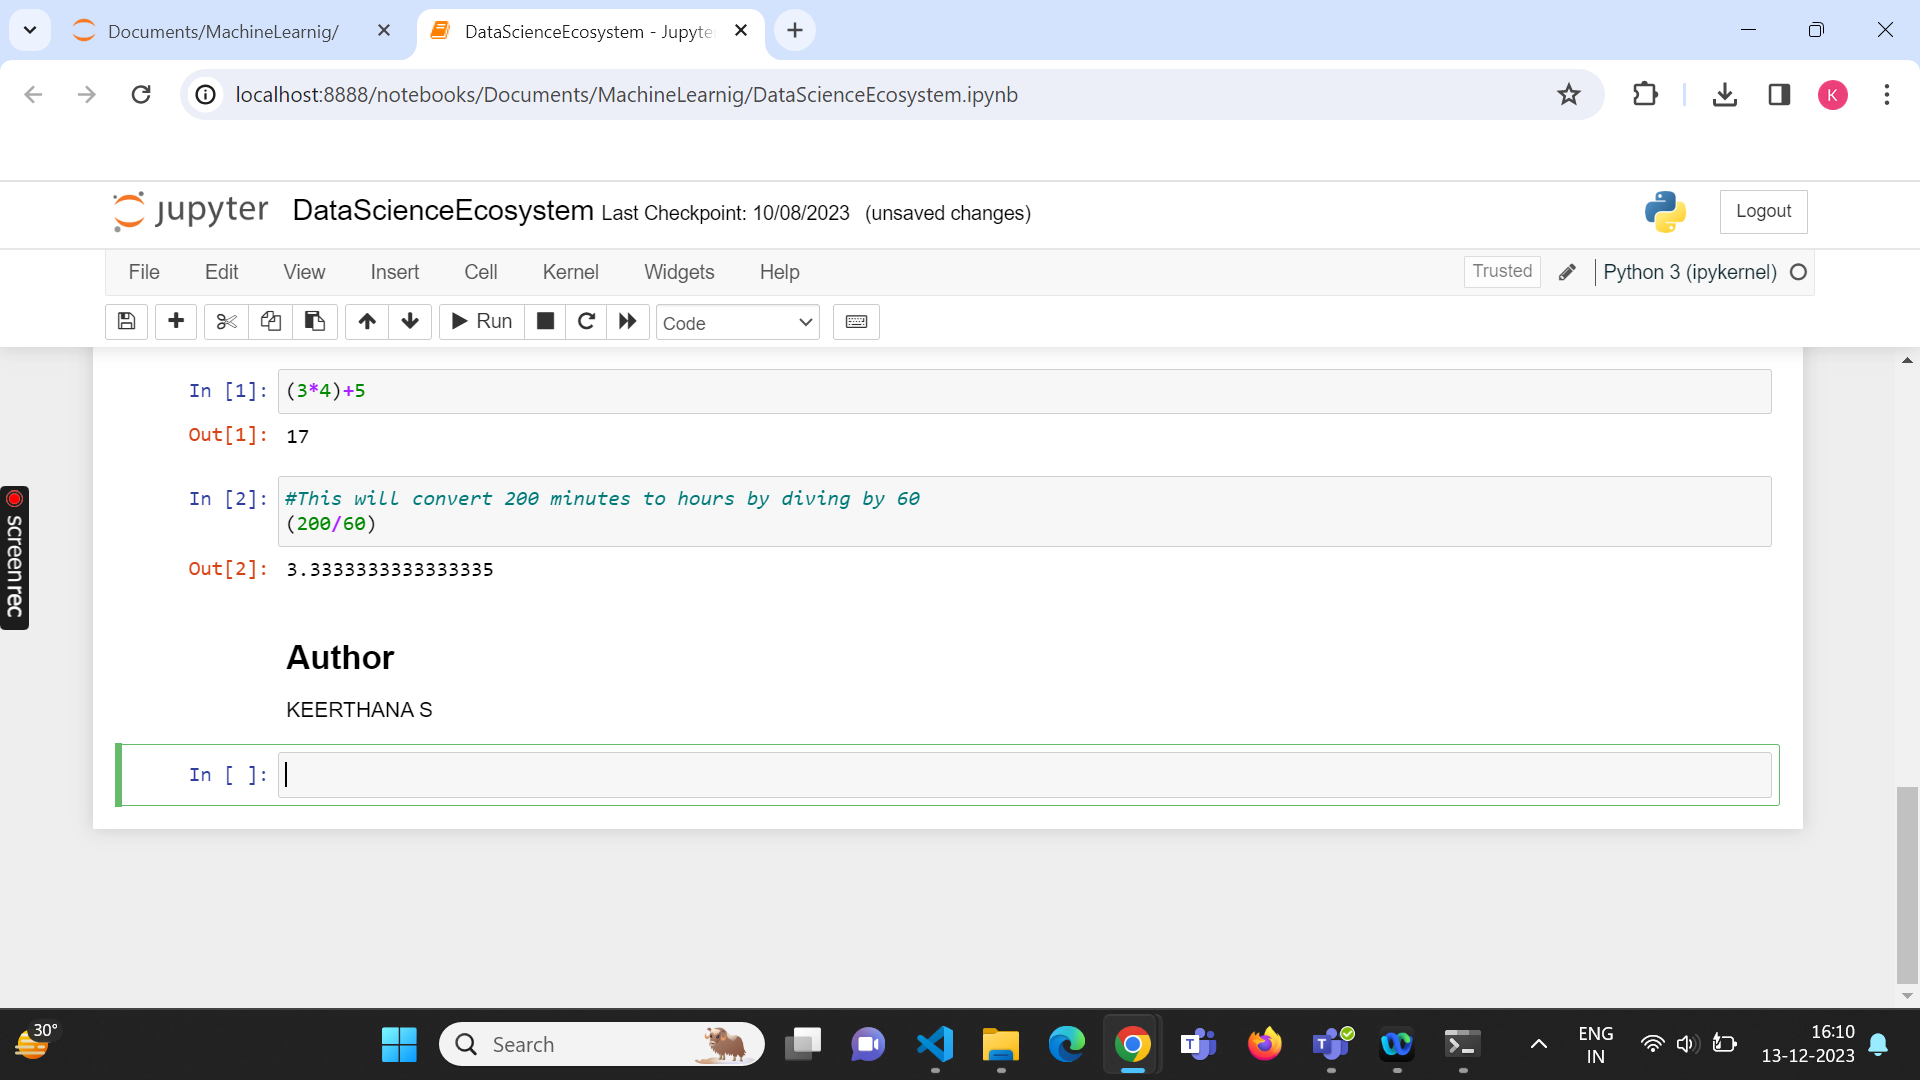 Documents/MachineLearnig/
DataScienceEcosystem - Jupyte
localhost:8888/notebooks/Documents/MachineLearnig/DataScienceEcosystem.ipynb
K
jupyter DataScienceEcosystem Last Checkpoint: 10/08/2023 (unsaved changes)
Logout
File Edit View Insert Cell Kernel Widgets Help
Trusted
Python 3 (ipykernel)
Run
Code
In [1]: (3*4)+5
Out[1]: 17
In [2]: #This will convert 200 minutes to hours by diving by 60
(200/60)
Out[2]: 3.3333333333333335
Author
KEERTHANA S
In [ ]:
screenrec
30°
Search
ENG
IN
16:10
13-12-2023